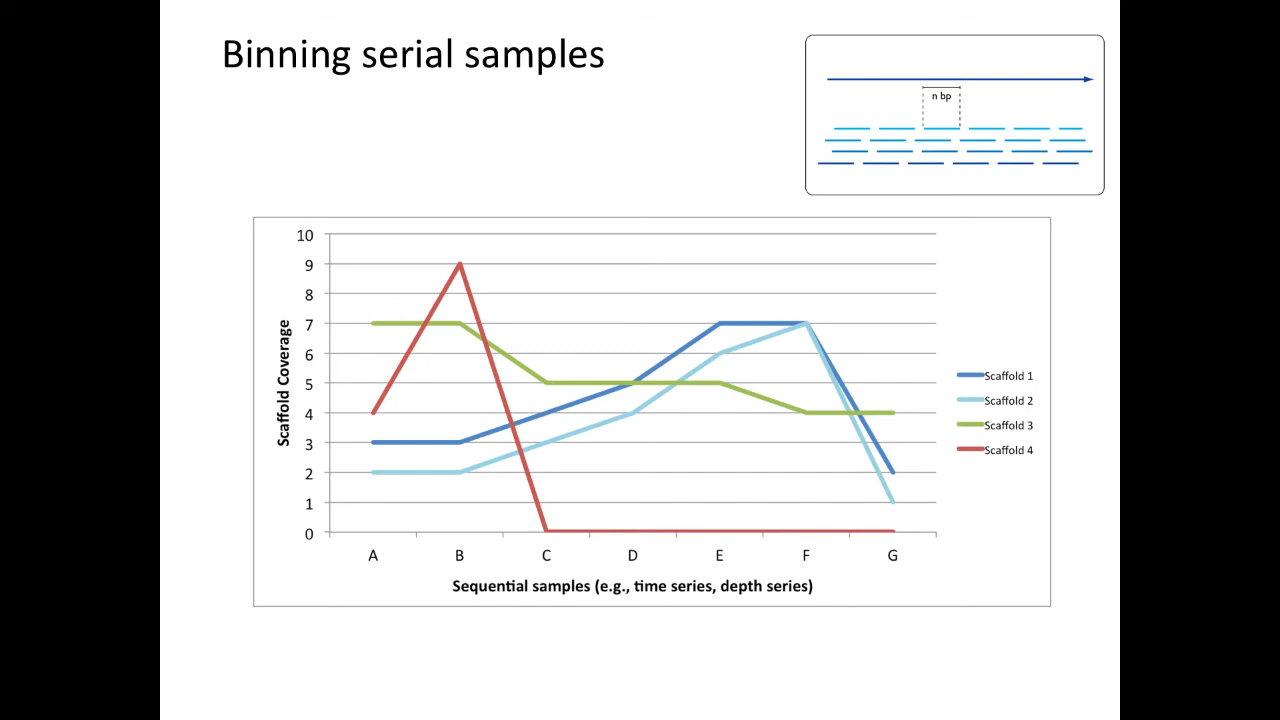 Binning serial samples
n bp
10
9
8
7
6
5
4
3
2
1
0
Scaffold Coverage
A B C D E F G
Sequential samples (e.g., time series, depth series)
Scaffold 1
Scaffold 2
Scaffold 3
Scaffold 4